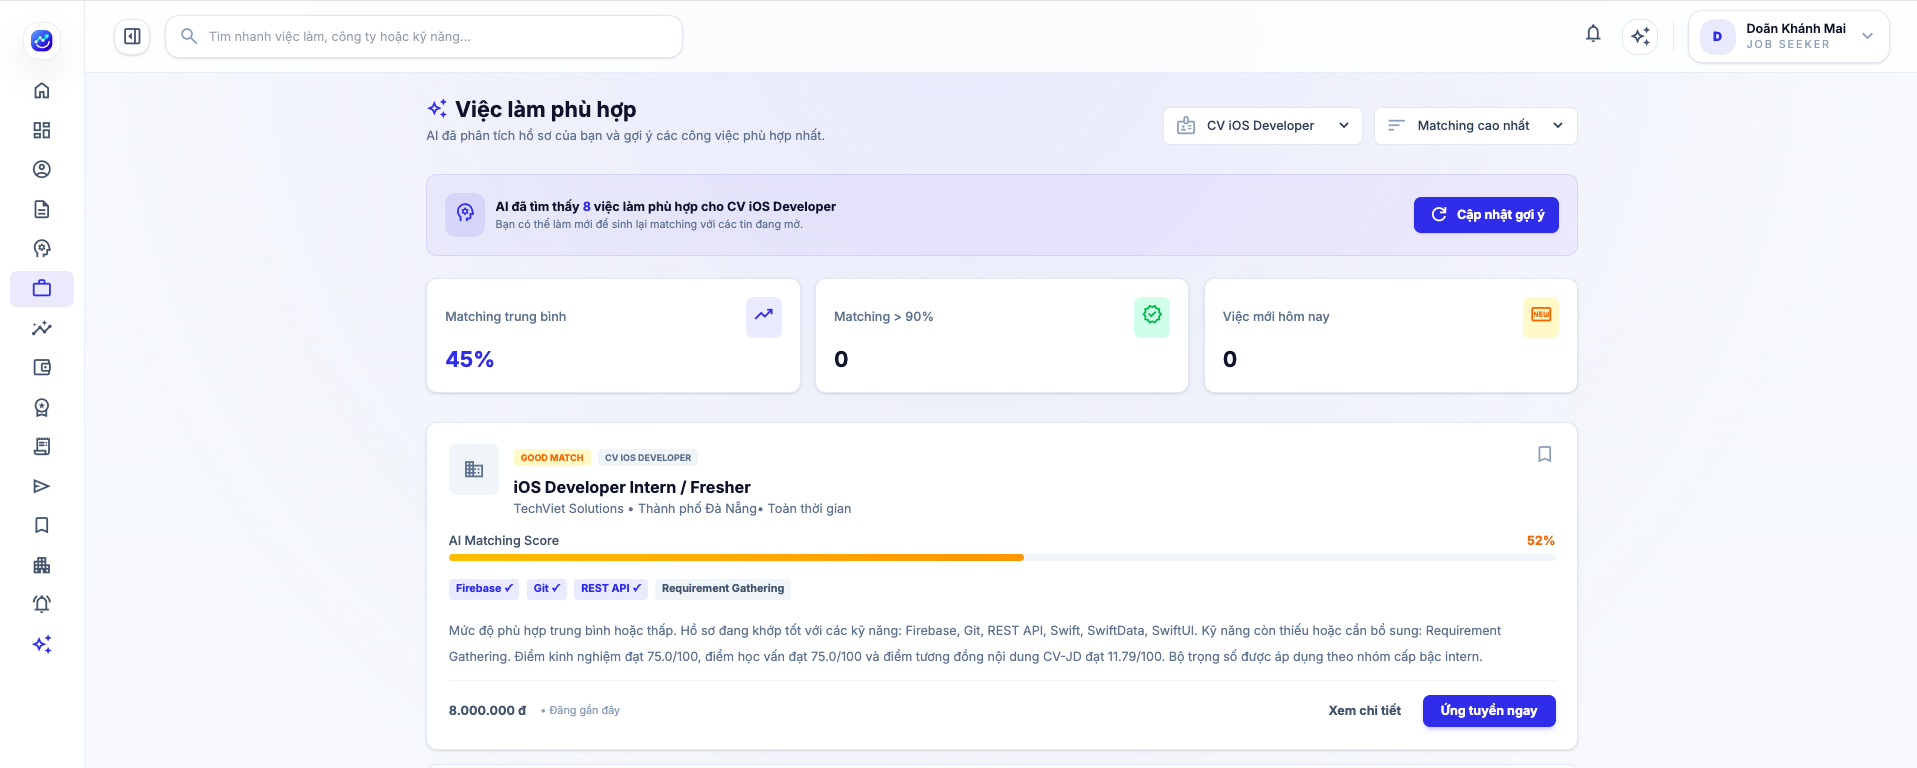 Tìm nhanh việc làm, công ty hoặc kỹ năng...
D
Doãn Khánh Mai
JOB SEEKER
Việc làm phù hợp
AI đã phân tích hồ sơ của bạn và gợi ý các công việc phù hợp nhất.
CV iOS Developer
Matching cao nhất
AI đã tìm thấy 8 việc làm phù hợp cho CV iOS Developer
Bạn có thể làm mới để sinh lại matching với các tin đang mở.
Cập nhật gợi ý
Matching trung bình
45%
Matching > 90%
0
Việc mới hôm nay
NEW
0
GOOD MATCH
CV IOS DEVELOPER
iOS Developer Intern / Fresher
TechViet Solutions • Thành phố Đà Nẵng• Toàn thời gian
AI Matching Score
52%
Firebase ✓
Git ✓
REST API ✓
Requirement Gathering
Mức độ phù hợp trung bình hoặc thấp. Hồ sơ đang khớp tốt với các kỹ năng: Firebase, Git, REST API, Swift, SwiftData, SwiftUI. Kỹ năng còn thiếu hoặc cần bổ sung: Requirement
Gathering. Điểm kinh nghiệm đạt 75.0/100, điểm học vấn đạt 75.0/100 và điểm tương đồng nội dung CV-JD đạt 11.79/100. Bộ trọng số được áp dụng theo nhóm cấp bậc intern.
8.000.000 đ
• Đăng gần đây
Xem chi tiết
Ứng tuyển ngay